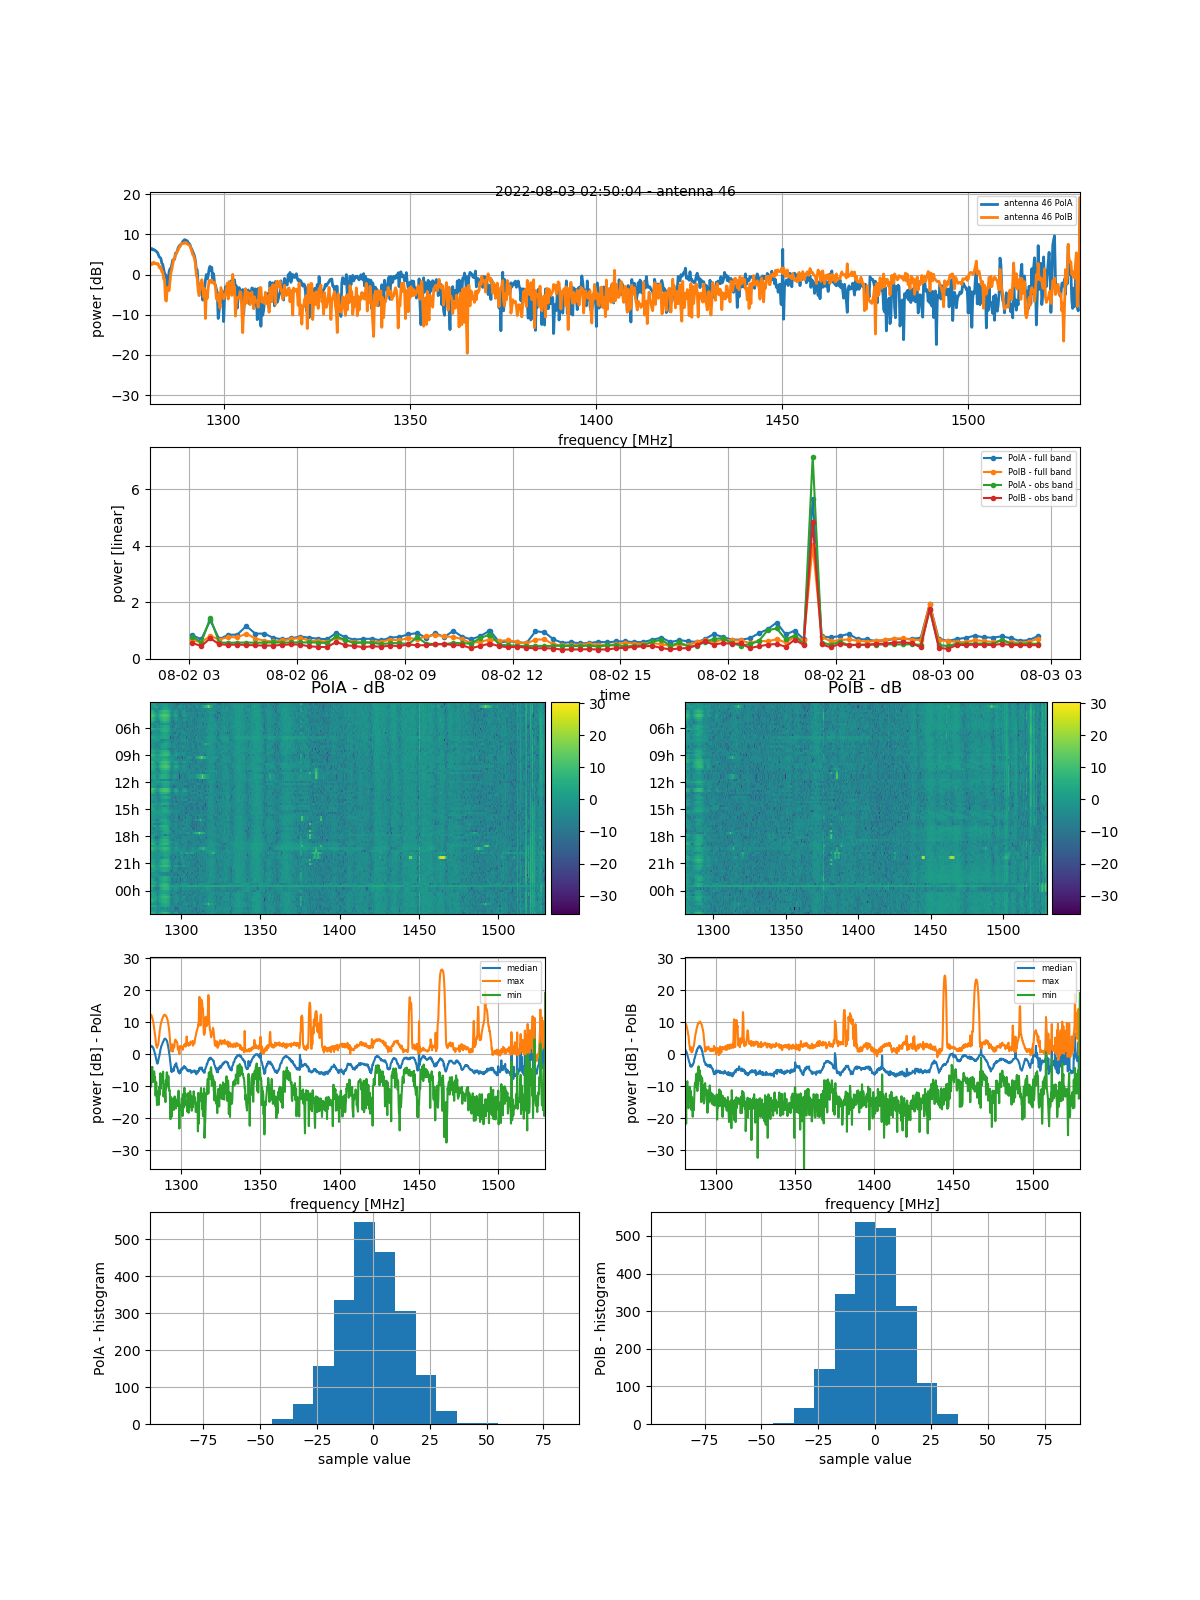 2022-08-03 02:50:04 - antenna 46
20
10
0
−10
−20
−30
power [dB]
antenna 46 PolA
antenna 46 PolB
1300 1350 1400 1450 1500
frequency [MHz]
6
4
2
0
power [linear]
PolA - full band
PolB - full band
PolA - obs band
PolB - obs band
08-02 03 08-02 06 08-02 09 08-02 12 08-02 15 08-02 18 08-02 21 08-03 00 08-03 03
time
PolA - dB
06h
09h
12h
15h
18h
21h
00h
1300 1350 1400 1450 1500
30
20
10
0
−10
−20
−30
PolB - dB
06h
09h
12h
15h
18h
21h
00h
1300 1350 1400 1450 1500
30
20
10
0
−10
−20
−30
30
20
10
0
−10
−20
−30
power [dB] - PolA
median
max
min
1300 1350 1400 1450 1500
frequency [MHz]
30
20
10
0
−10
−20
−30
power [dB] - PolB
median
max
min
1300 1350 1400 1450 1500
frequency [MHz]
500
400
300
200
100
0
PolA - histogram
−75 −50 −25 0 25 50 75
sample value
500
400
300
200
100
0
PolB - histogram
−75 −50 −25 0 25 50 75
sample value